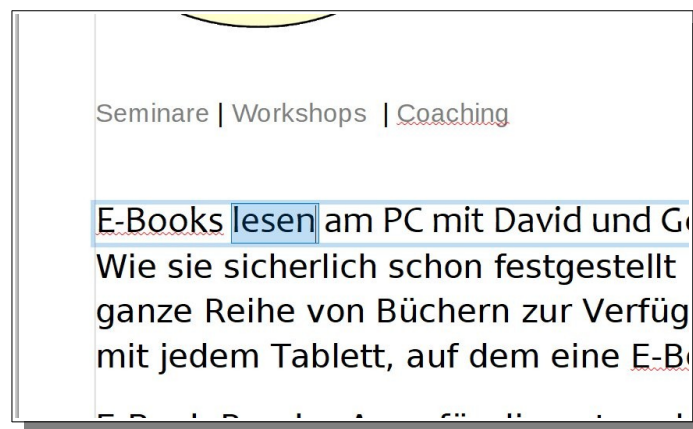 Seminare | Workshops | Coaching
E-Books lesen am PC mit David und
Wie sie sicherlich schon festgestellt
ganze Reihe von Büchern zur Verfüg
mit jedem Tablett, auf dem eine